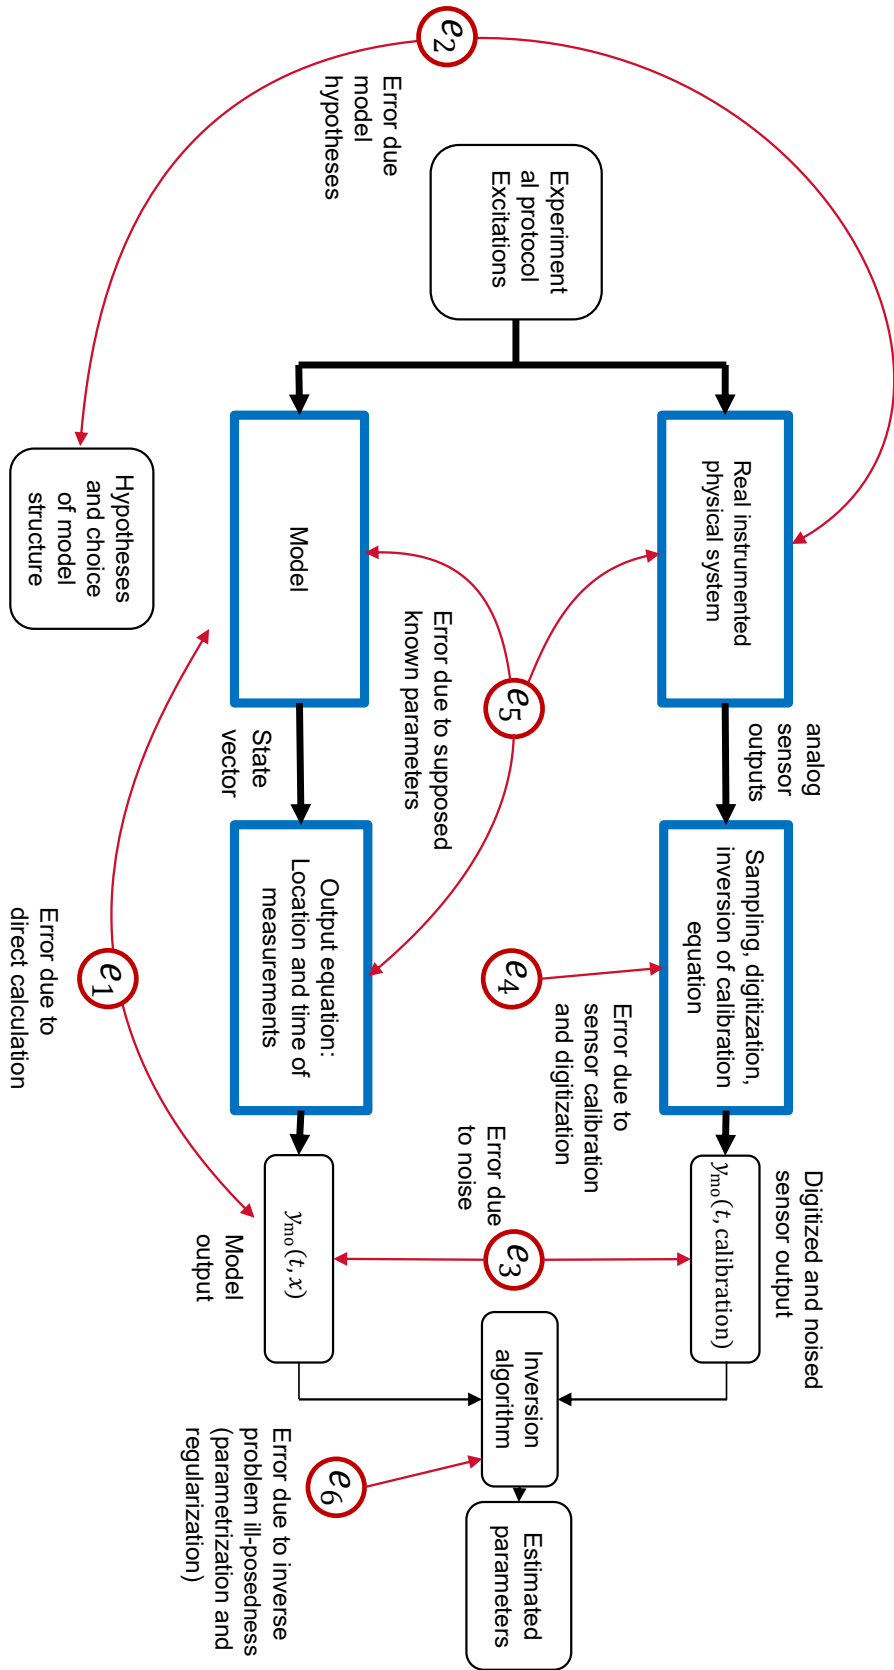 e2
Error due
model
hypotheses
Experiment
al protocol
Excitations
Real instrumented
physical system
analog
sensor
outputs
Sampling, digitization,
inversion of calibration
equation
Digitized and noised
sensor output
y_mo(t, calibration)
e5
Error due to supposed
known parameters
e4
Error due to
sensor calibration
and digitization
Error due
to noise
e3
Inversion
algorithm
Estimated
parameters
Model
State
vector
Output equation:
Location and time of
measurements
y_mo(t, x)
Model
output
e6
Error due to inverse
problem ill-posedness
(parametrization and
regularization)
Hypotheses
and choice
of model
structure
e1
Error due to
direct calculation